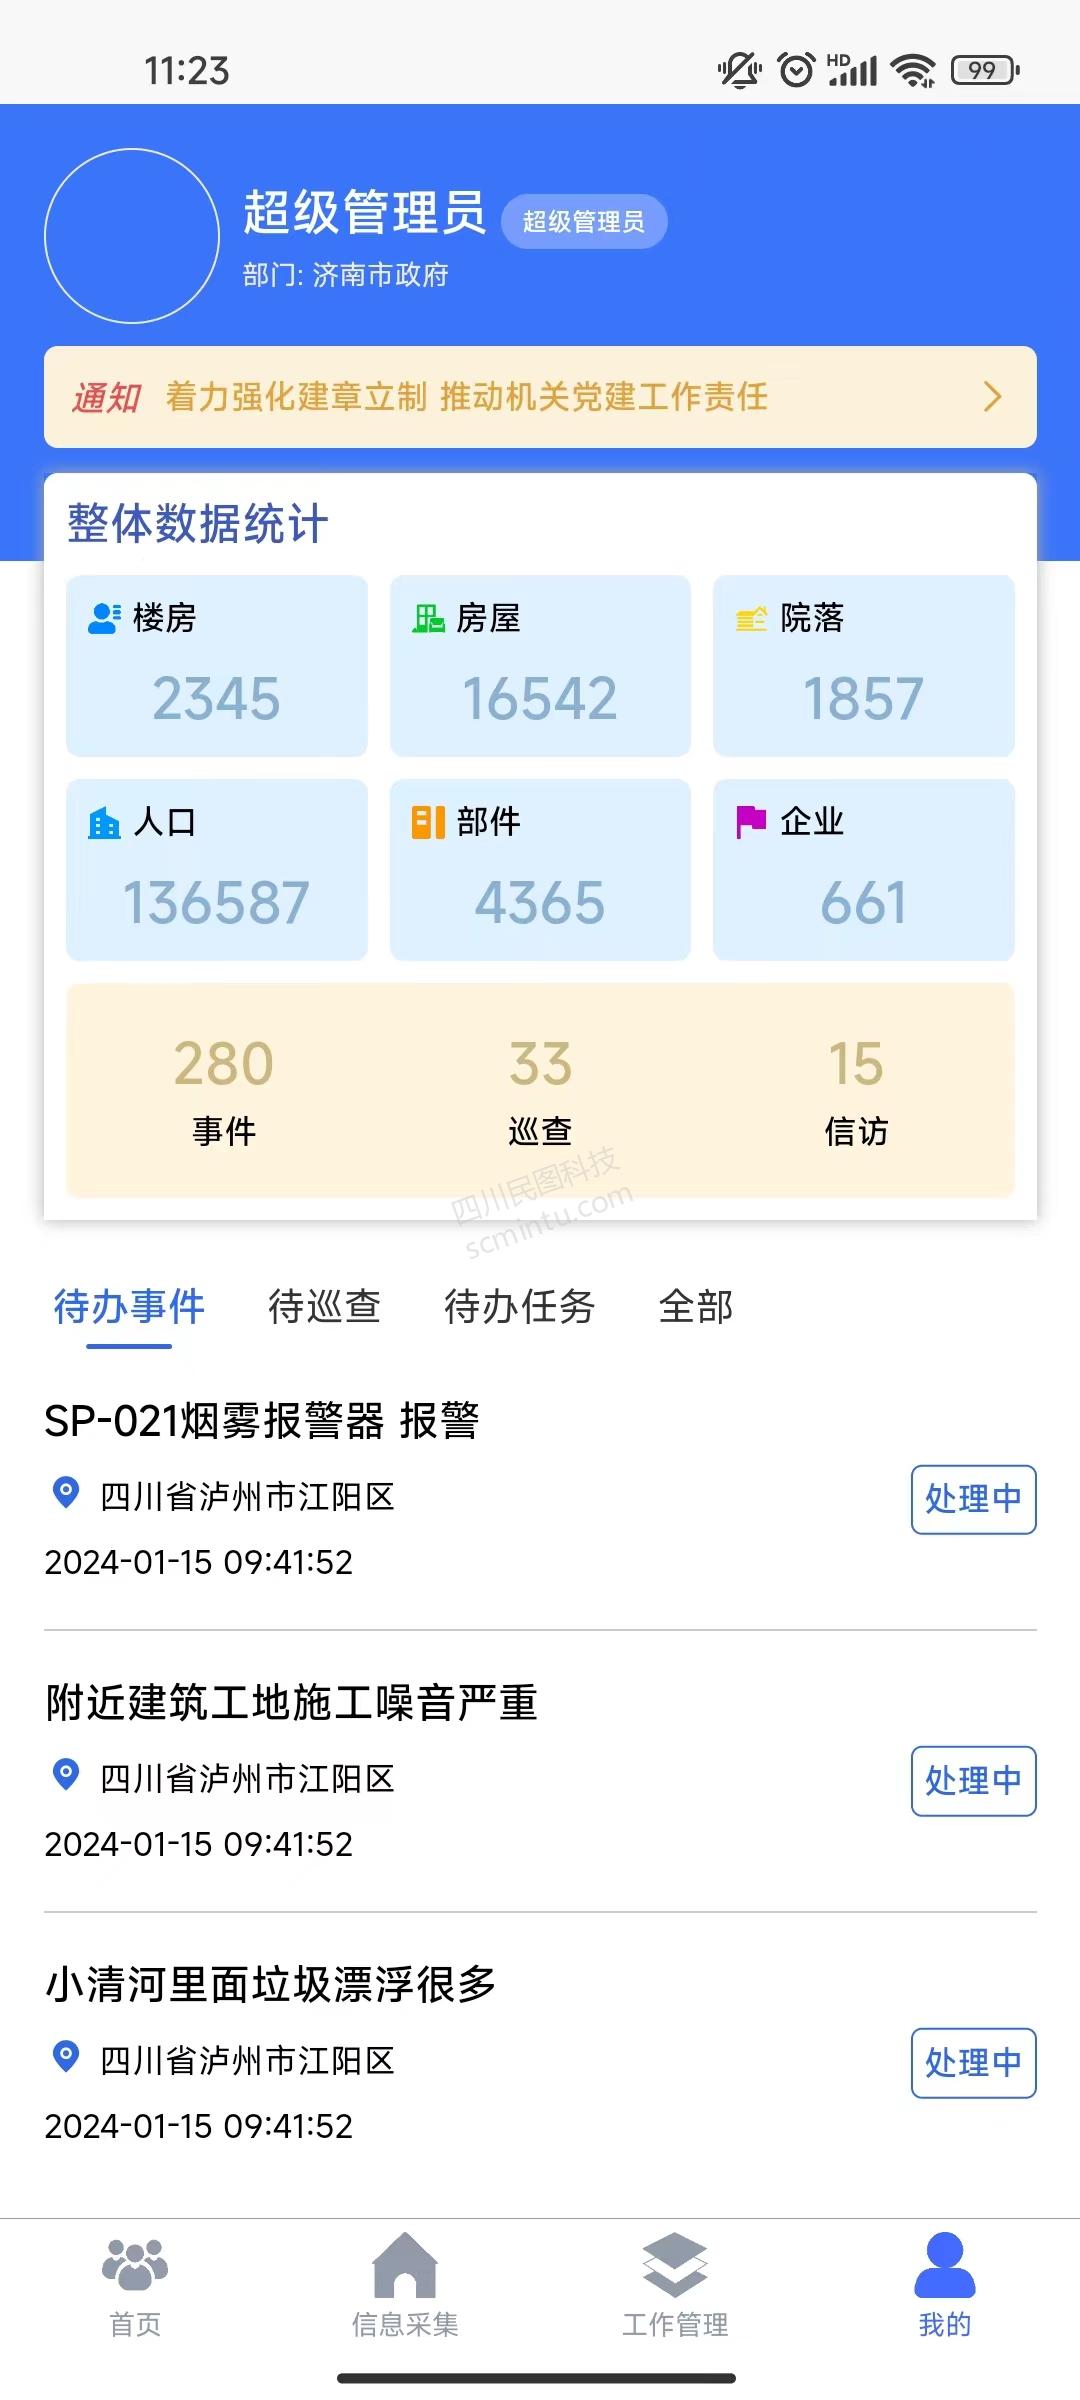 11:23
HD
99
超级管理员 超级管理员
部门: 济南市政府
通知 着力强化建章立制 推动机关党建工作责任
整体数据统计
楼房 房屋 院落
2345 16542 1857
人口 部件 企业
136587 4365 661
280 33 15
事件 巡查 信访
四川民图科技
scmintu.com
待办事件 待巡查 待办任务 全部
SP-021烟雾报警器 报警
四川省泸州市江阳区
处理中
2024-01-15 09:41:52
附近建筑工地施工噪音严重
四川省泸州市江阳区
处理中
2024-01-15 09:41:52
小清河里面垃圾漂浮很多
四川省泸州市江阳区
处理中
2024-01-15 09:41:52
首页 信息采集 工作管理 我的